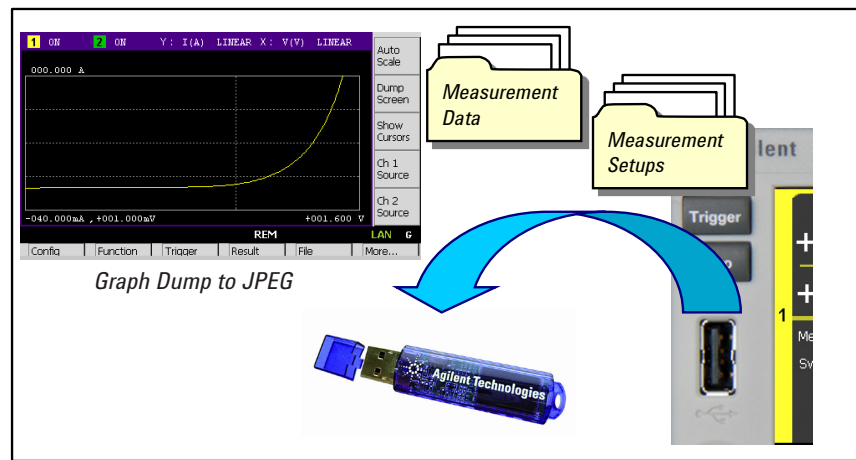 1 ON 2 ON Y: I(A) LINEAR X: V(V) LINEAR
000.000 A
-040.000mA ,+001.000mV +001.600 V
REM LAN G
Auto
Scale
Dump
Screen
Show
Cursors
Ch 1
Source
Ch 2
Source
Config Function Trigger Result File More...
Graph Dump to JPEG
Measurement
Data
Measurement
Setups
lent
Trigger
o
+
+
1
Me
Sv
Agilent Technologies